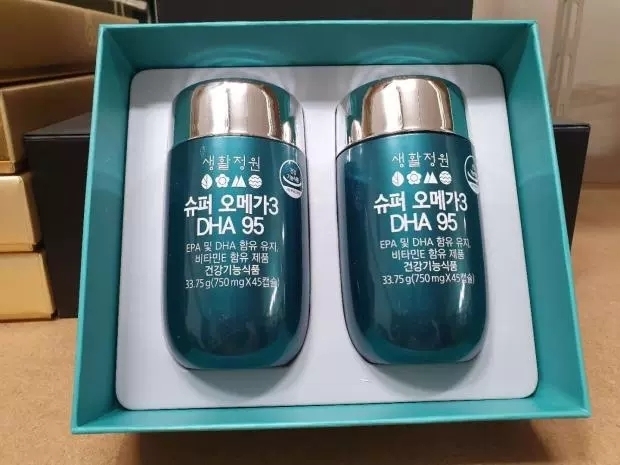 생활정원
슈퍼 오메가3
DHA 95
EPA 및 DHA 함유 유지,
비타민E 함유 제품
건강기능식품
33.75 g(750 mg X 45캡슐)
생활정원
슈퍼 오메가3
DHA 95
EPA 및 DHA 함유 유지,
비타민E 함유 제품
건강기능식품
33.75 g(750 mg X 45캡슐)